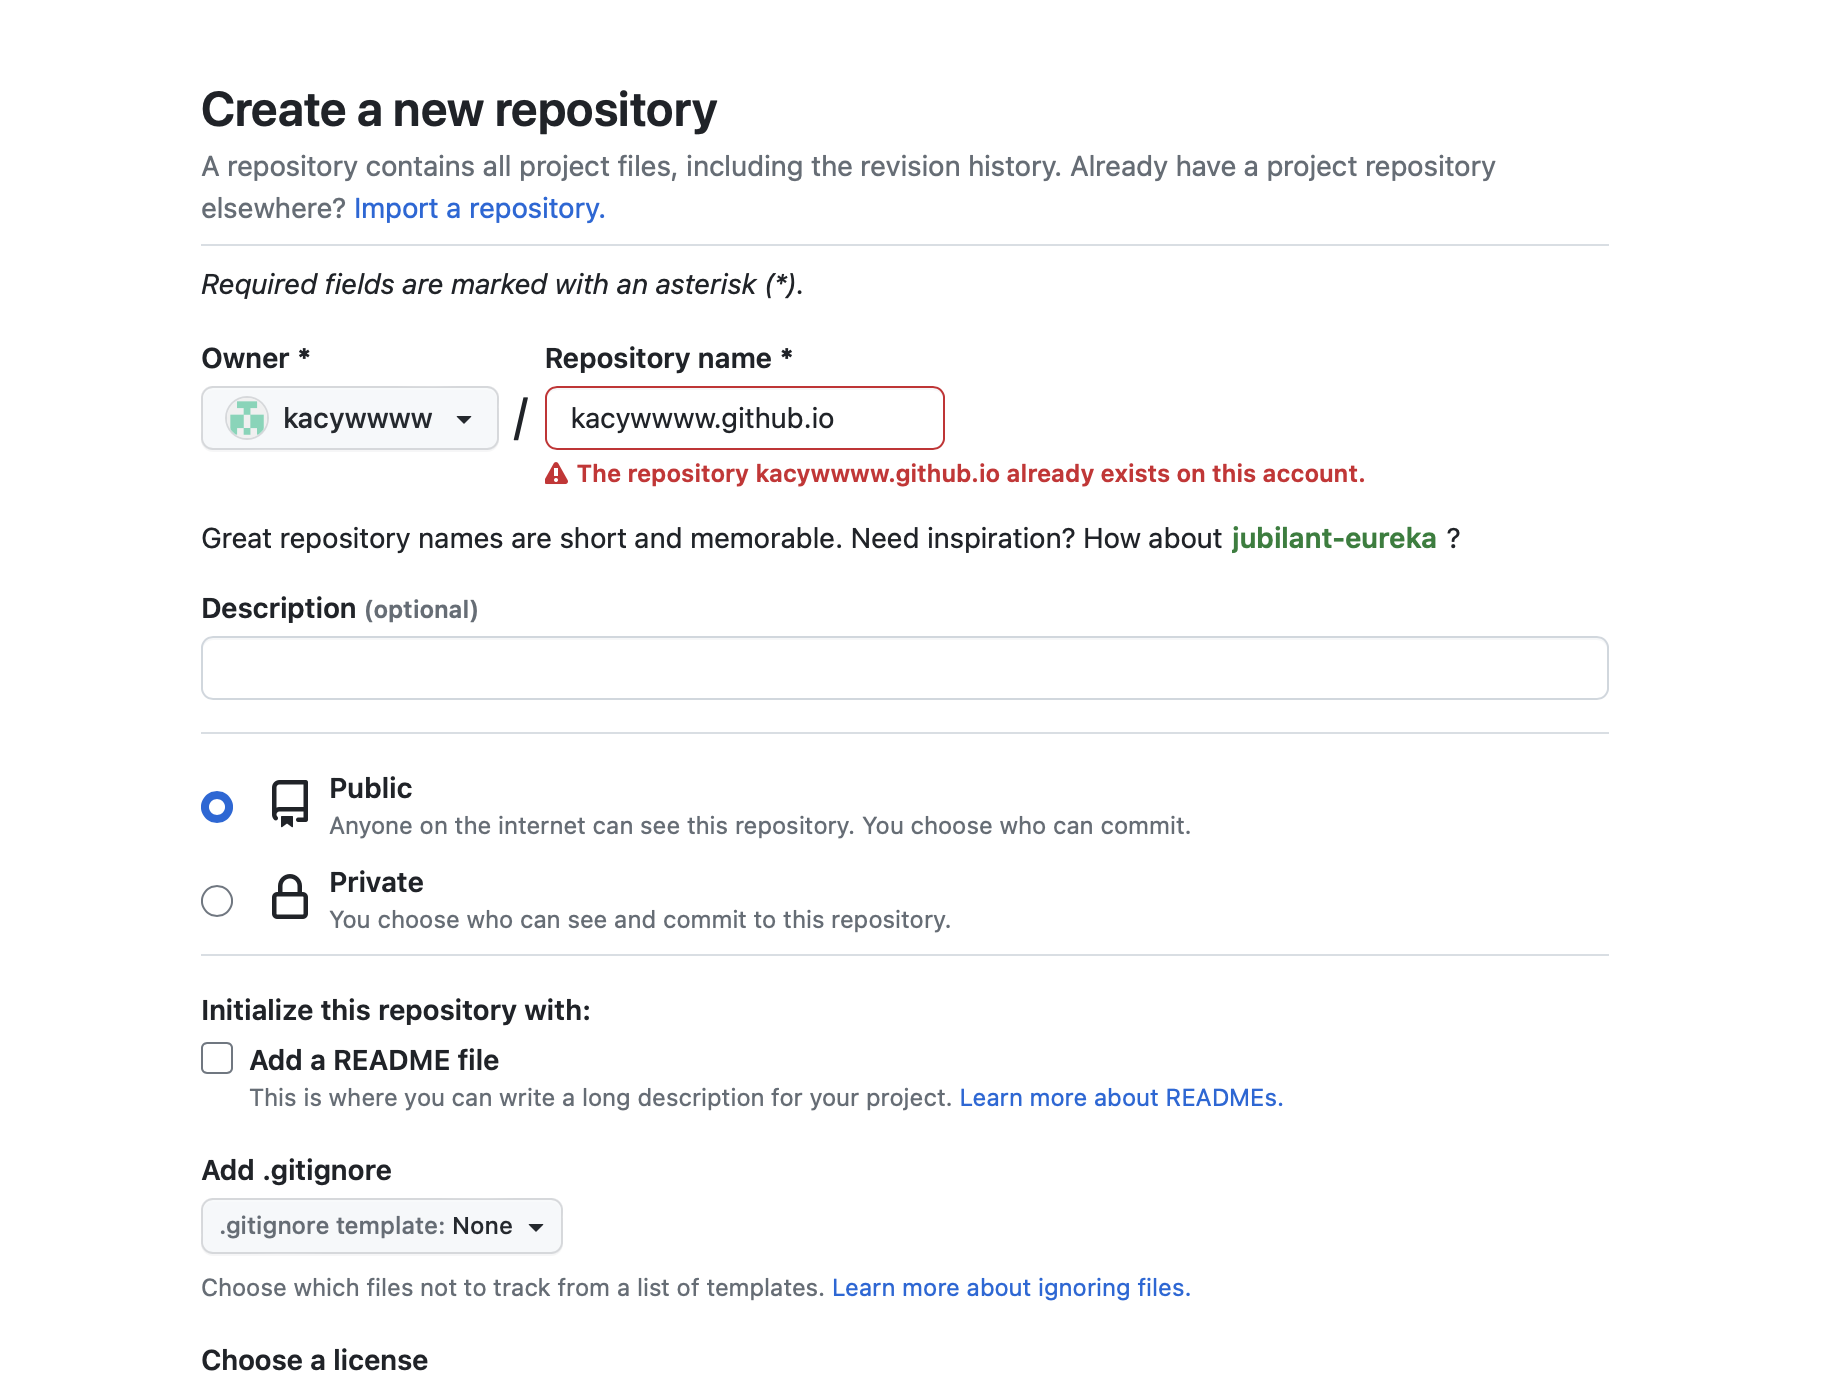 Create a new repository
A repository contains all project files, including the revision history. Already have a project repository
elsewhere? Import a repository.
Required fields are marked with an asterisk (*).
Owner * Repository name *
kacywwww / kacywwww.github.io
The repository kacywwww.github.io already exists on this account.
Great repository names are short and memorable. Need inspiration? How about jubilant-eureka ?
Description (optional)
Public
Anyone on the internet can see this repository. You choose who can commit.
Private
You choose who can see and commit to this repository.
Initialize this repository with:
Add a README file
This is where you can write a long description for your project. Learn more about READMEs.
Add .gitignore
.gitignore template: None
Choose which files not to track from a list of templates. Learn more about ignoring files.
Choose a license